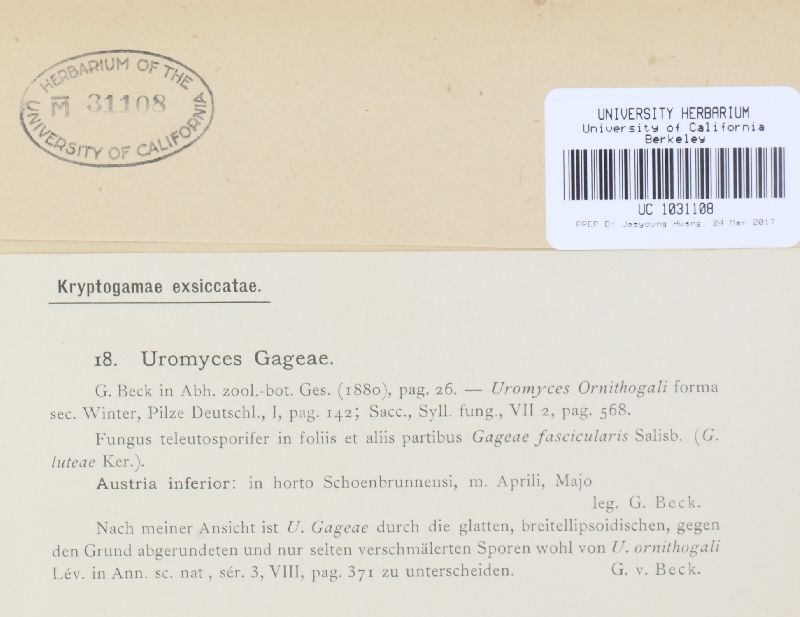 HERBARIUM OF THE
M 31108
UNIVERSITY OF CALIFORNIA
UNIVERSITY HERBARIUM
University of California
Berkeley
UC 1031108
PREP BY Jaeyoung Hwang, 24 Mar 2017
Kryptogamae exsiccatae.
18. Uromyces Gageae.
G. Beck in Abh. zool.-bot. Ges. (1880), pag. 26. — Uromyces Ornithogali forma
sec. Winter, Pilze Deutschl., I, pag. 142; Sacc., Syll. fung., VII 2, pag. 568.
Fungus teleutosporifer in foliis et aliis partibus Gageae fascicularis Salisb. (G.
luteae Ker.).
Austria inferior: in horto Schoenbrunnensi, m. Aprili, Majo
leg. G. Beck.
Nach meiner Ansicht ist U. Gageae durch die glatten, breitellipsoidischen, gegen
den Grund abgerundeten und nur selten verschmälerten Sporen wohl von U. ornithogali
Lév. in Ann. sc. nat, sér. 3, VIII, pag. 371 zu unterscheiden. G. v. Beck.